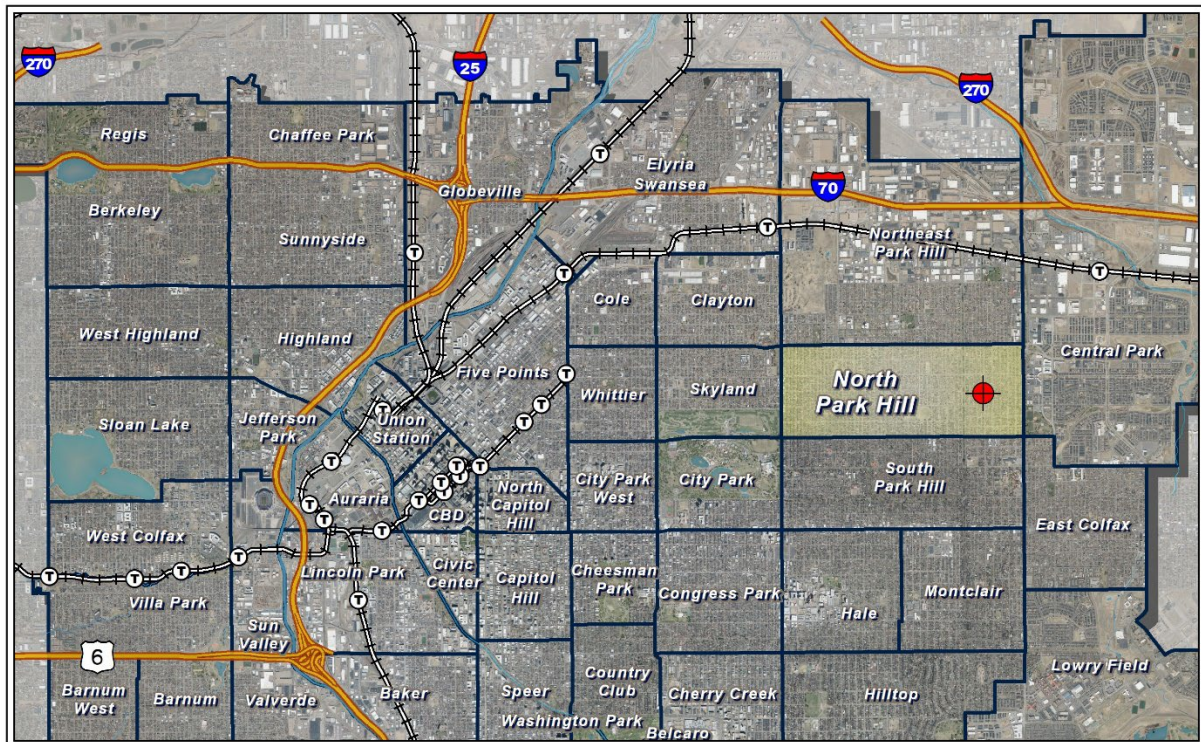 270
25
270
Regis
Chaffee Park
T
Elyria
Swansea
70
Globeville
Berkeley
Sunnyside
T
T
Northeast
Park Hill
T
T
Cole
Clayton
West Highland
Highland
Central Park
Five Points
T
Whittier
Skyland
North
Park Hill
T
T
T
Jefferson
Park
Union
Station
Sloan Lake
T
T
T
T
T
T
T
City Park
West
City Park
South
Park Hill
North
Capitol
Hill
Auraria
T
T
CBD
T
T
East Colfax
West Colfax
T
T
T
T
Lincoln Park
Civic
Center
Capitol
Hill
Cheesman
Park
Congress Park
Hale
Montclair
Villa Park
T
Sun
Valley
6
Barnum
West
Barnum
Valverde
Baker
Speer
Country
Club
Cherry Creek
Hilltop
Lowry Field
Washington Park
Belcaro